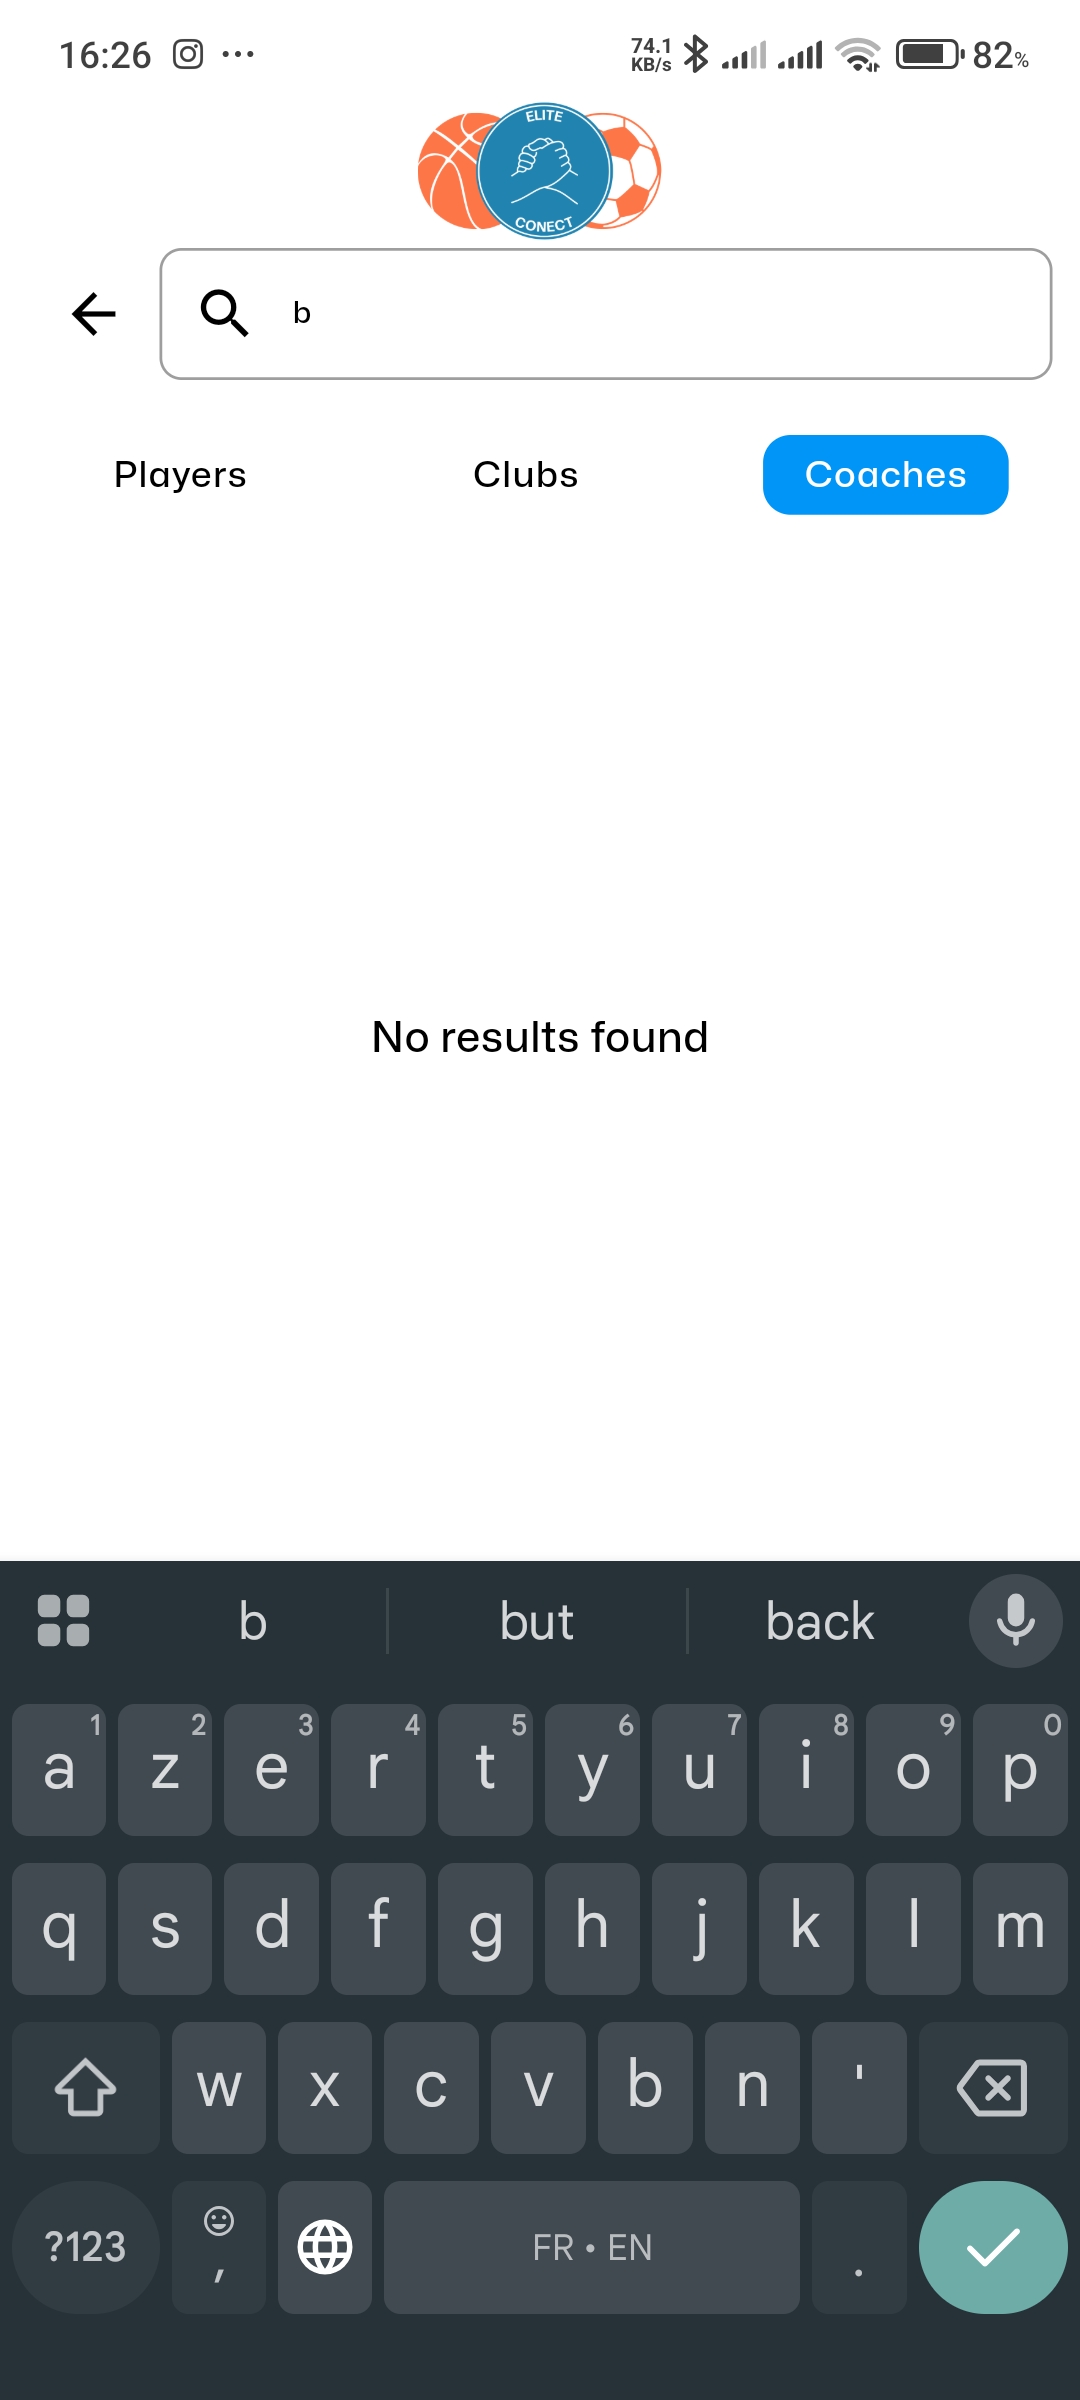 16:26 ... 74.1 KB/s 82%
ELITE
CONECT
b
Players Clubs Coaches
No results found
b but back
1 2 3 4 5 6 7 8 9 0
a z e r t y u i o p
q s d f g h j k l m
w x c v b n '
?123 , FR • EN .